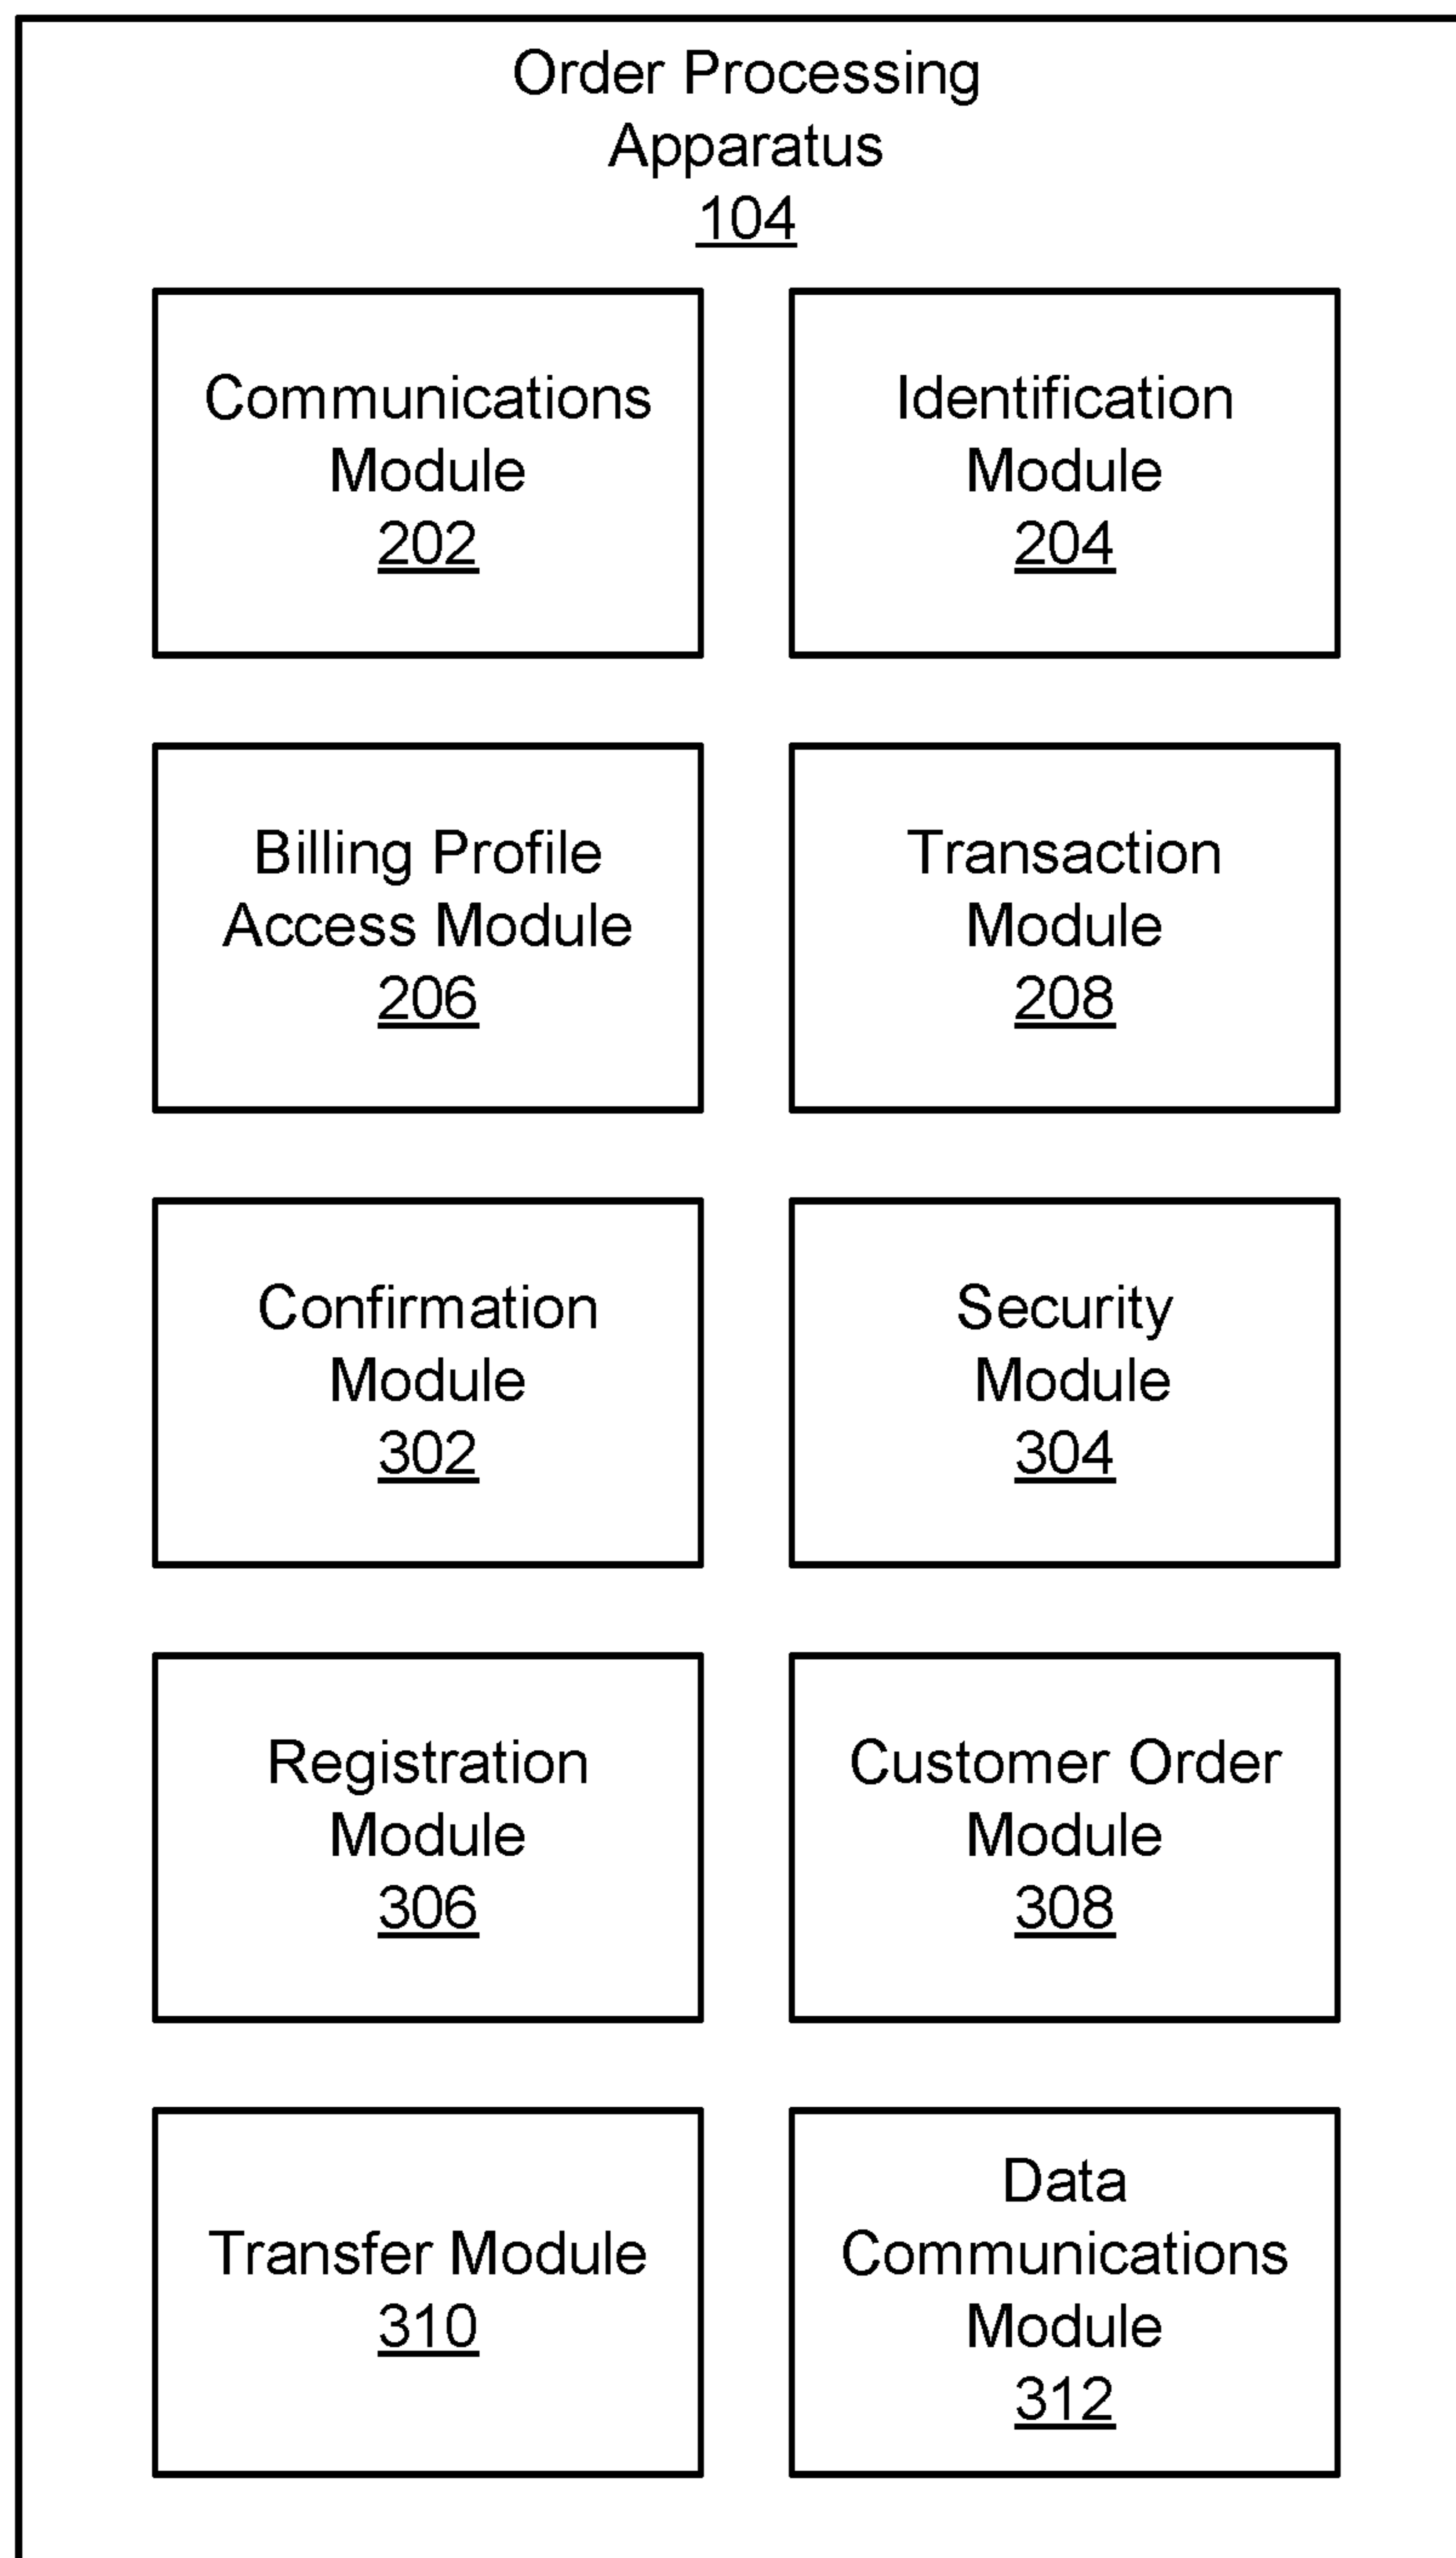 Order Processing
Apparatus
104
Communications
Module
202
Identification
Module
204
Billing Profile
Access Module
206
Transaction
Module
208
Confirmation
Module
302
Security
Module
304
Registration
Module
306
Customer Order
Module
308
Transfer Module
310
Data
Communications
Module
312